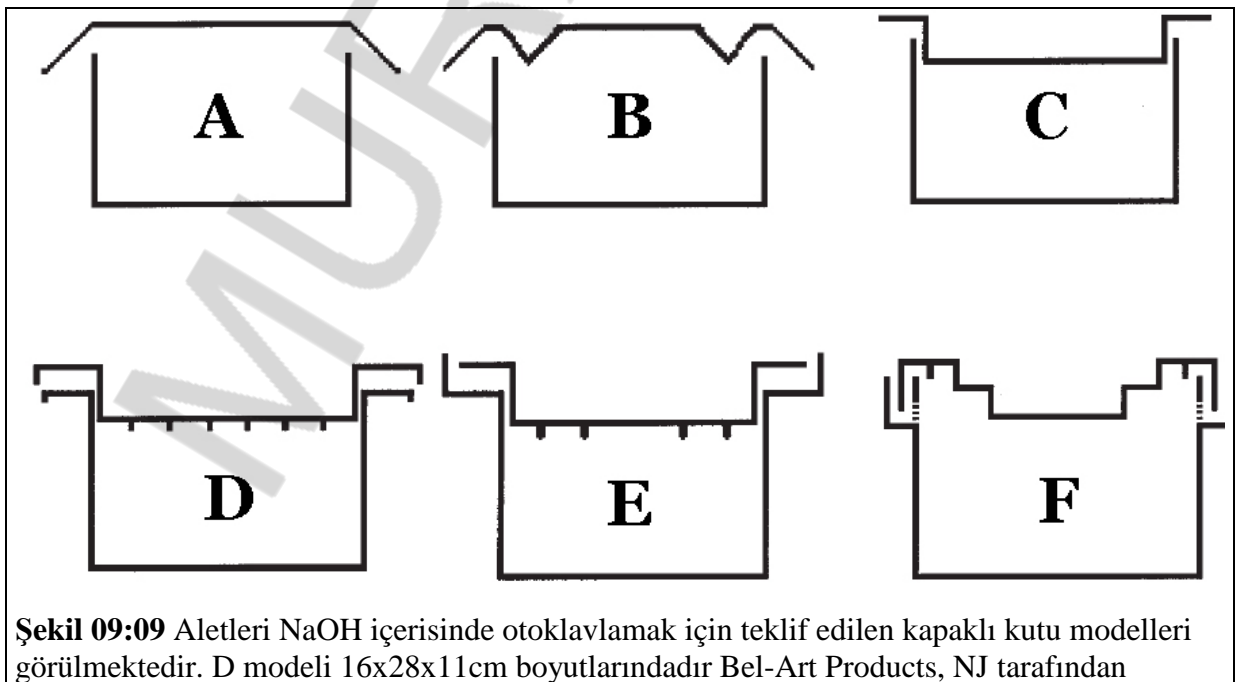 MUR
A
B
C
D
E
F
Şekil 09:09 Aletleri NaOH içerisinde otoklavlamak için teklif edilen kapaklı kutu modelleri
görülmektedir. D modeli 16x28x11cm boyutlarındadır Bel-Art Products, NJ tarafından